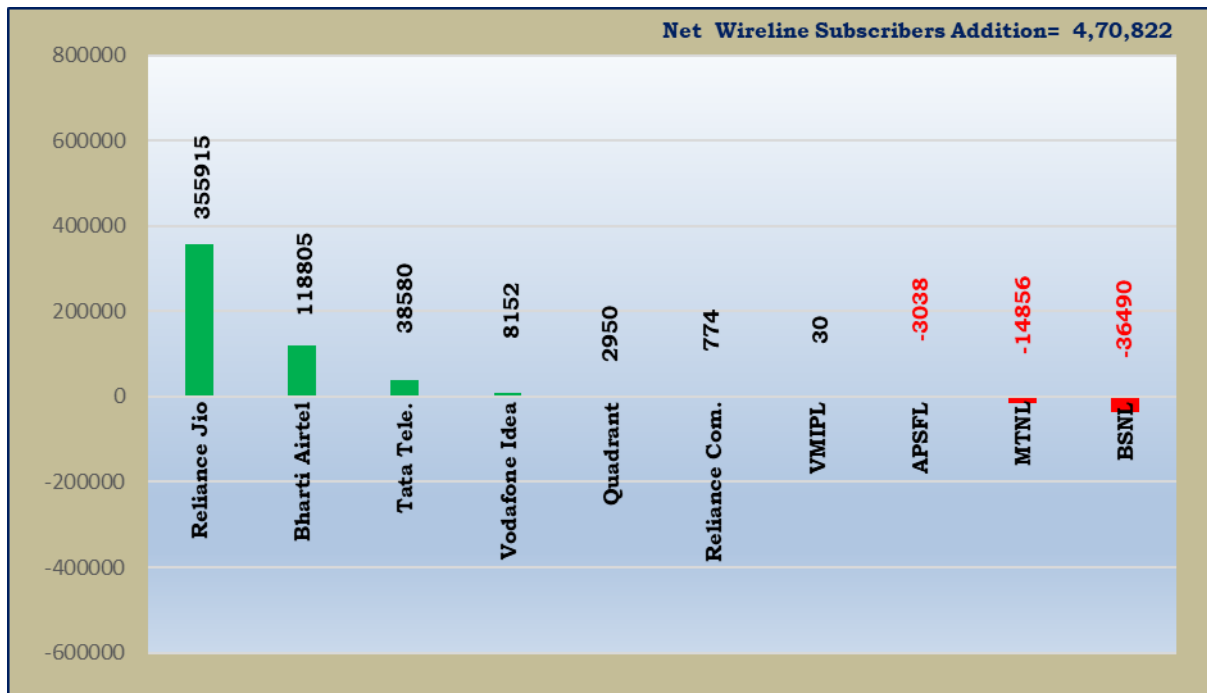 Net Wireline Subscribers Addition= 4,70,822
800000
600000
400000
200000
0
-200000
-400000
-600000
355915
118805
38580
8152
2950
774
30
-3038
-14856
-36490
Reliance Jio
Bharti Airtel
Tata Tele.
Vodafone Idea
Quadrant
Reliance Com.
VMIPL
APSFL
MTNL
BSNL